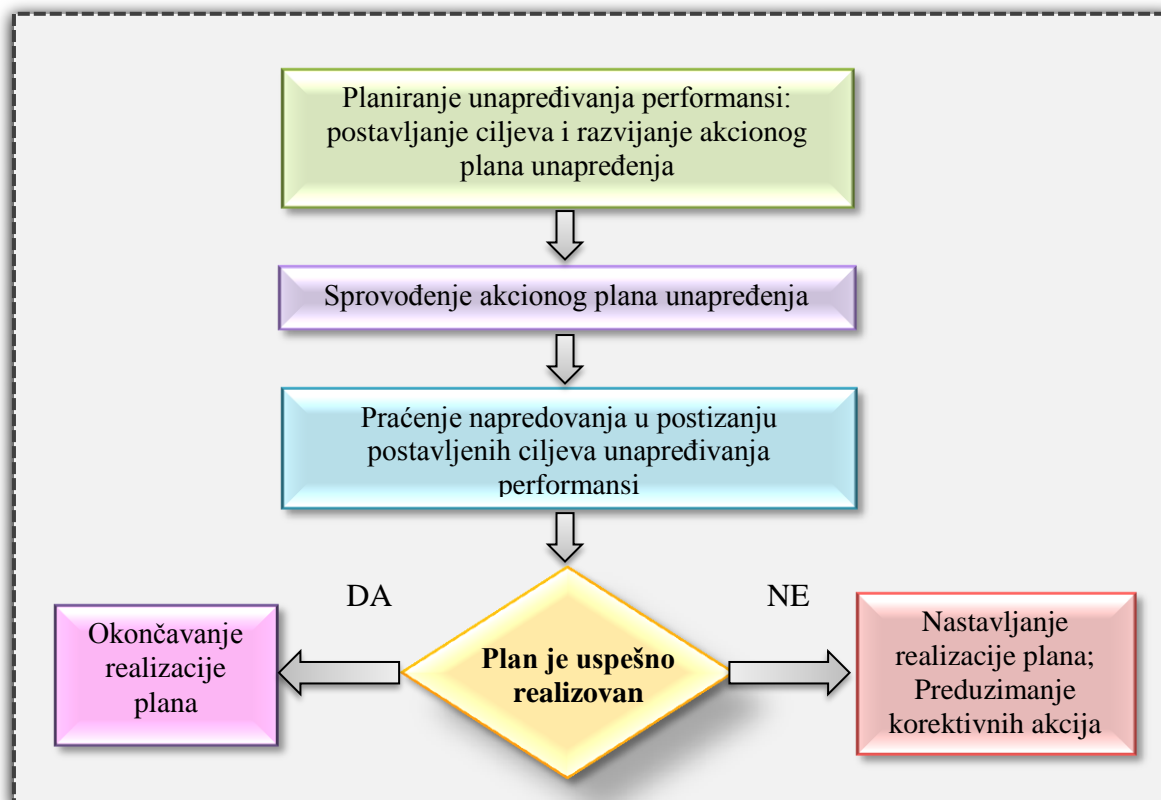 Planiranje unapređivanja performansi:
postavljanje ciljeva i razvijanje akcionog
plana unapređenja
Sprovođenje akcionog plana unapređenja
Praćenje napredovanja u postizanju
postavljenih ciljeva unapređivanja
performansi
DA
NE
Okončavanje
realizacije
plana
Plan je uspešno
realizovan
Nastavljanje
realizacije plana;
Preduzimanje
korektivnih akcija